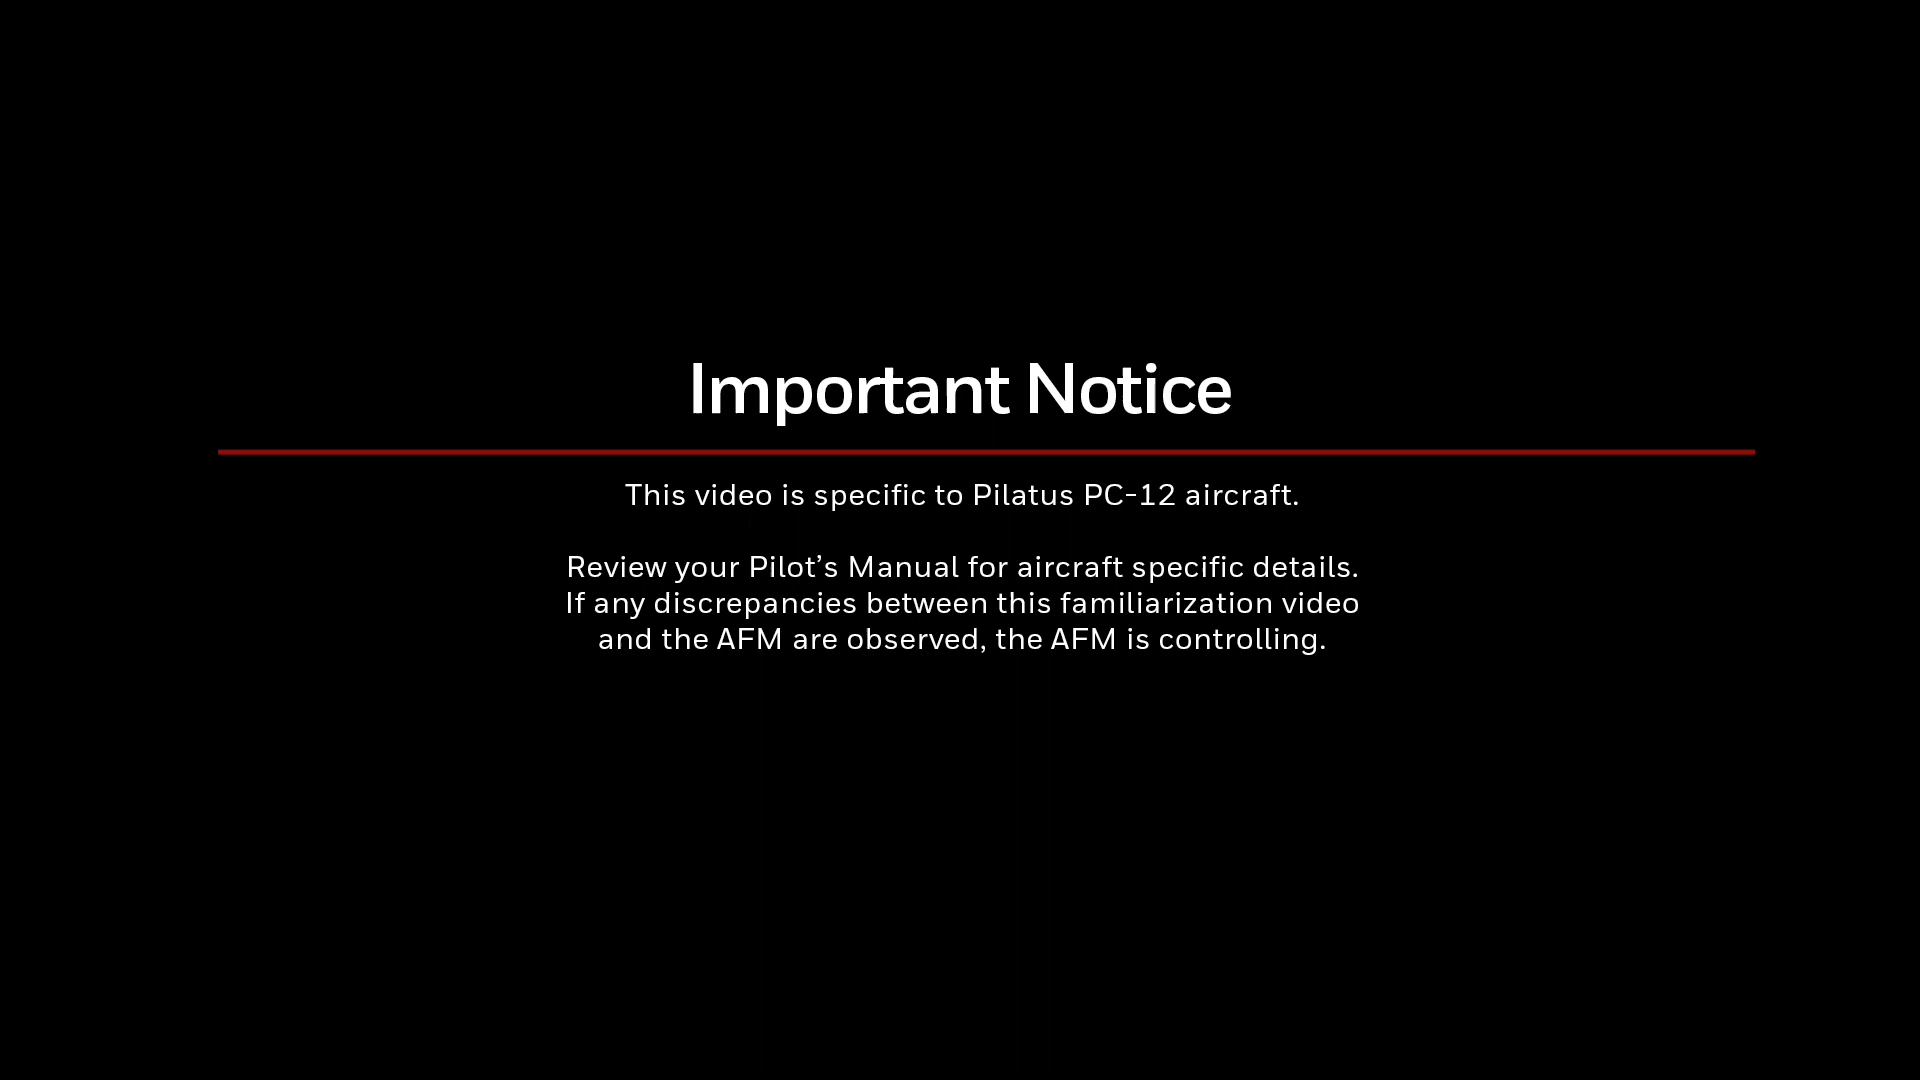 Important Notice
This video is specific to Pilatus PC-12 aircraft.
Review your Pilot’s Manual for aircraft specific details.
If any discrepancies between this familiarization video
and the AFM are observed, the AFM is controlling.